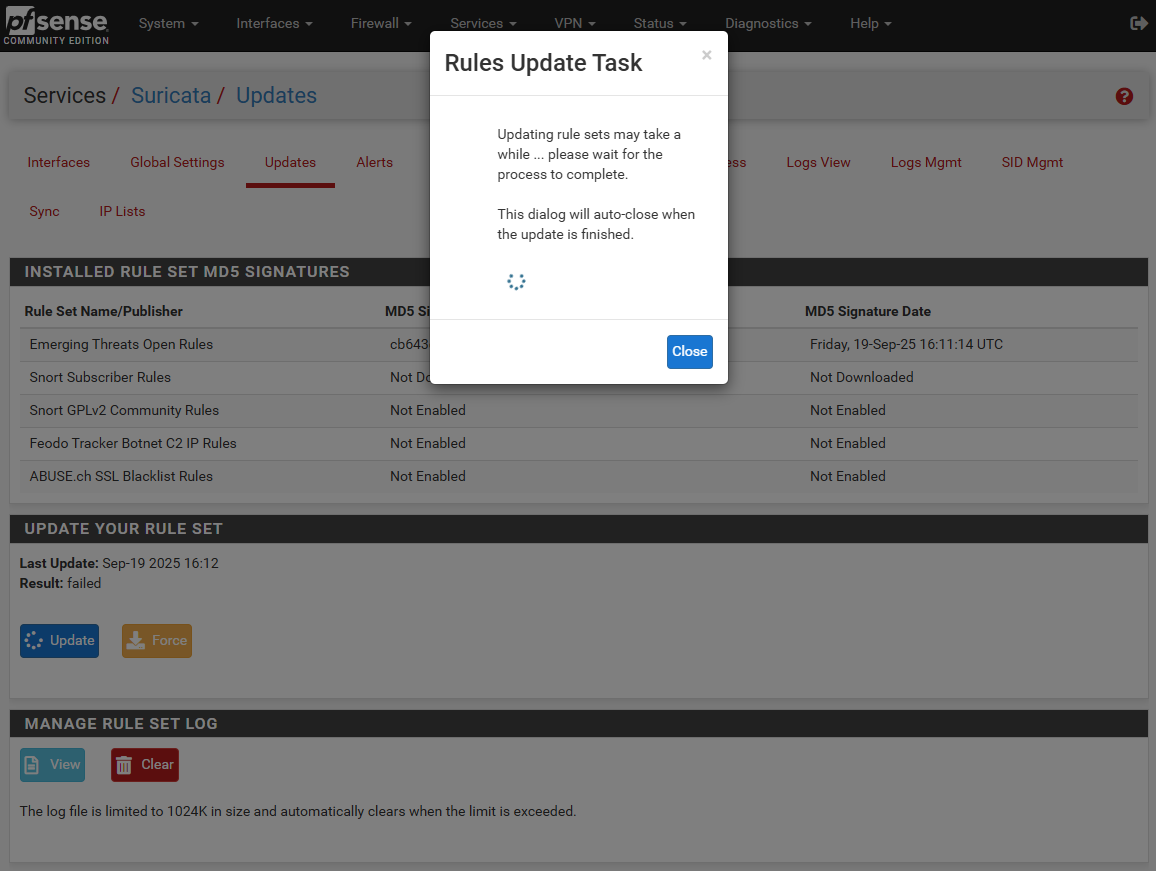 pfsense
COMMUNITY EDITION
System Interfaces Firewall Services VPN Status Diagnostics Help
Rules Update Task ×
Services / Suricata / Updates
Updating rule sets may take a
while ... please wait for the
process to complete.
This dialog will auto-close when
the update is finished.
Close
Interfaces Global Settings Updates Alerts Logs View Logs Mgmt SID Mgmt
Sync IP Lists
INSTALLED RULE SET MD5 SIGNATURES
Rule Set Name/Publisher MD5 Signature Date
Emerging Threats Open Rules Friday, 19-Sep-25 16:11:14 UTC
Snort Subscriber Rules Not Downloaded
Snort GPLv2 Community Rules Not Enabled Not Enabled
Feodo Tracker Botnet C2 IP Rules Not Enabled Not Enabled
ABUSE.ch SSL Blacklist Rules Not Enabled Not Enabled
UPDATE YOUR RULE SET
Last Update: Sep-19 2025 16:12
Result: failed
Update Force
MANAGE RULE SET LOG
View Clear
The log file is limited to 1024K in size and automatically clears when the limit is exceeded.